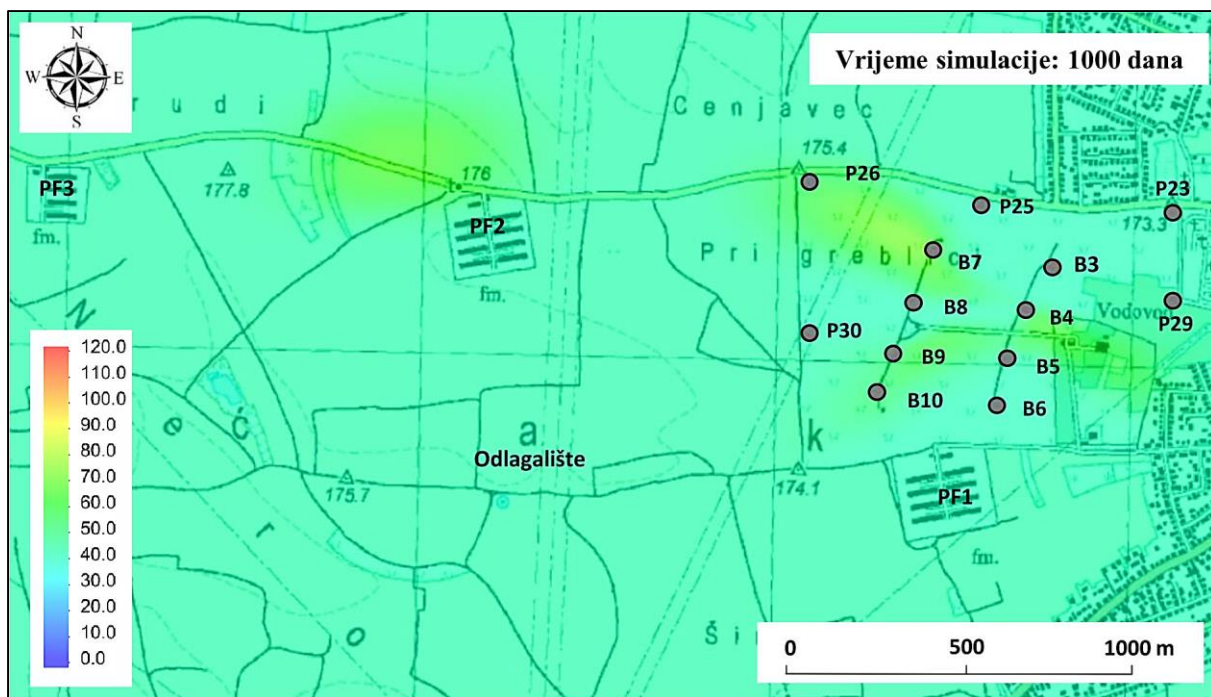 N
W E
S
Vrijeme simulacije: 1000 dana
r u d i
C e n j a v e c
175.4
176
P26
177.8
PF3
fm.
PF2
fm.
P25
P23
173.3
P r i g r e b l i c i
B7
B3
B8
B4
Vodovod
P29
P30
B9
B5
B10
B6
N e ć a k
r o
Odlagalište
175.7
174.1
PF1
fm.
Š i
120.0
110.0
100.0
90.0
80.0
70.0
60.0
50.0
40.0
30.0
20.0
10.0
0.0
0 500 1000 m